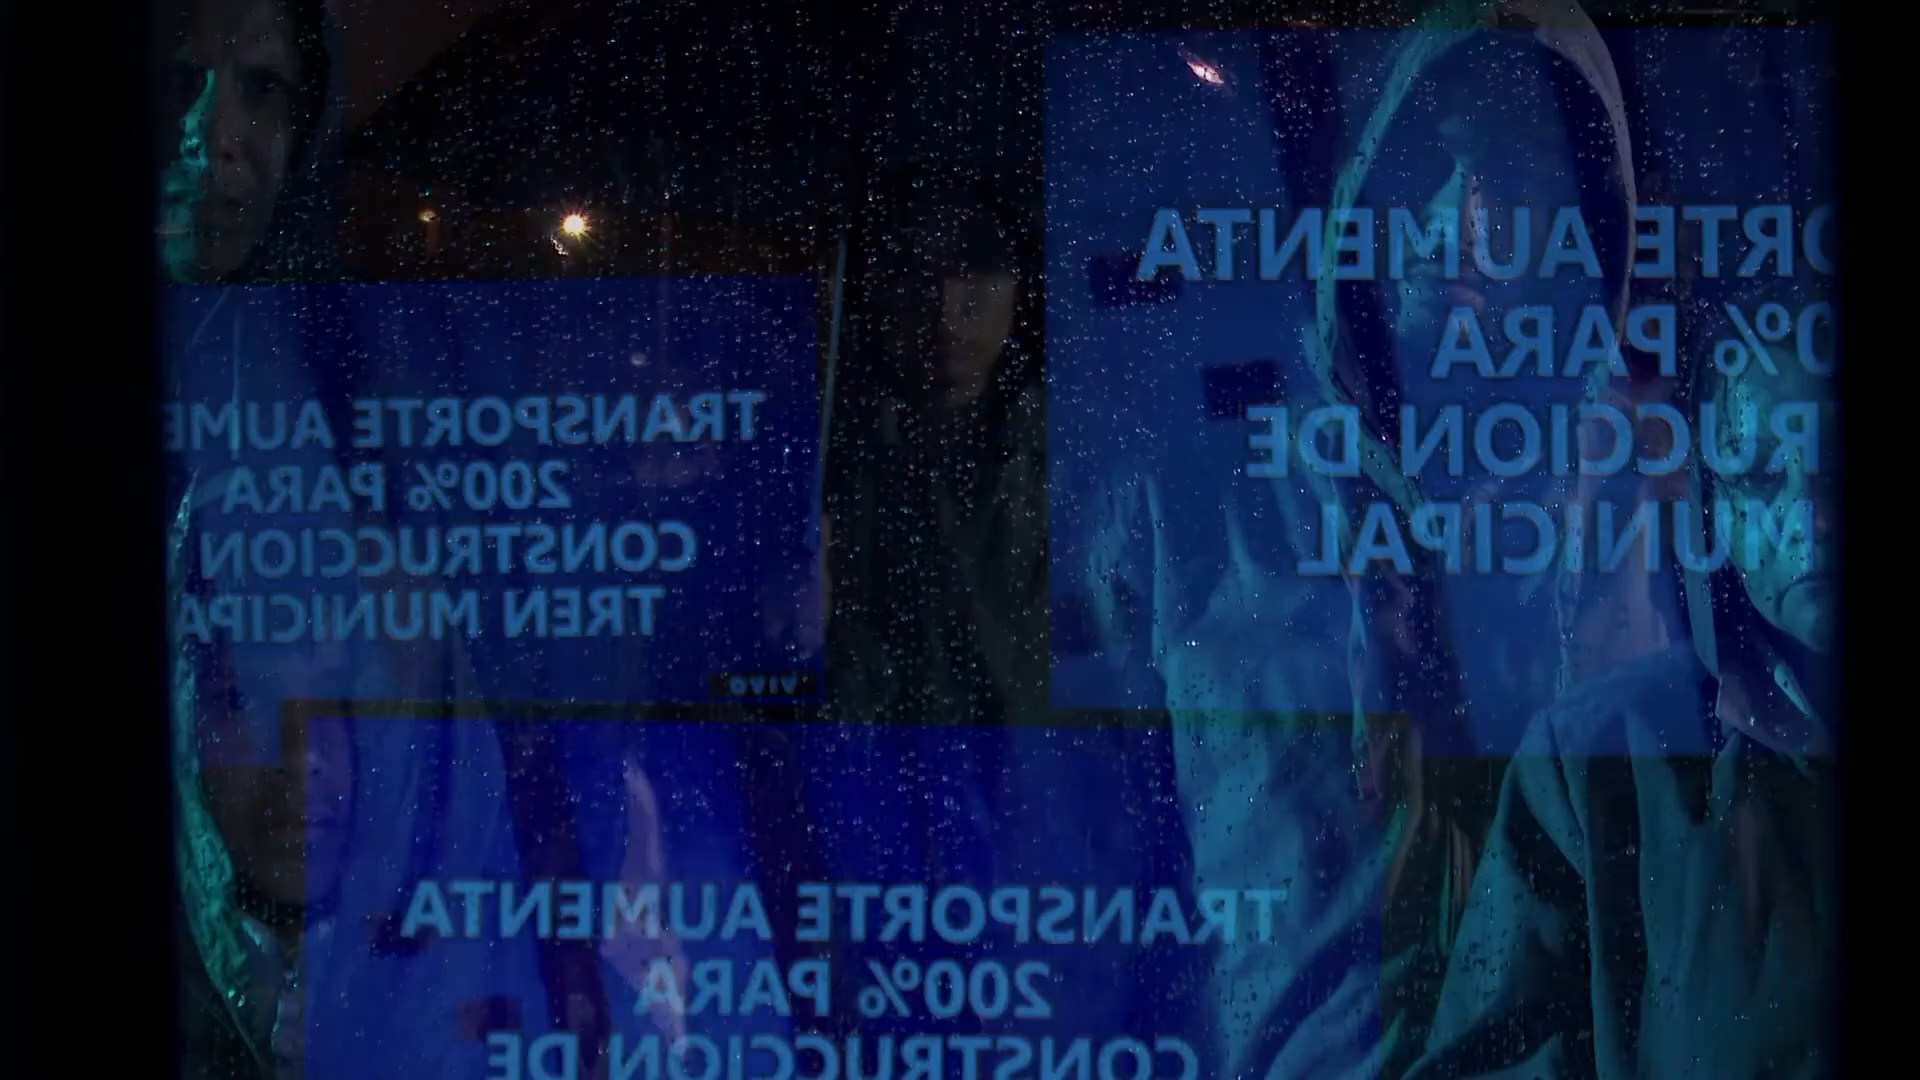 TRANSPORTE AUME
200% PARA
CONSTRUCCION
TREN MUNICIPA
VIVO
ORTE AUMENTA
0% PARA
RUCCION DE
MUNICIPAL
TRANSPORTE AUMENTA
200% PARA
CONSTRUCCION DE